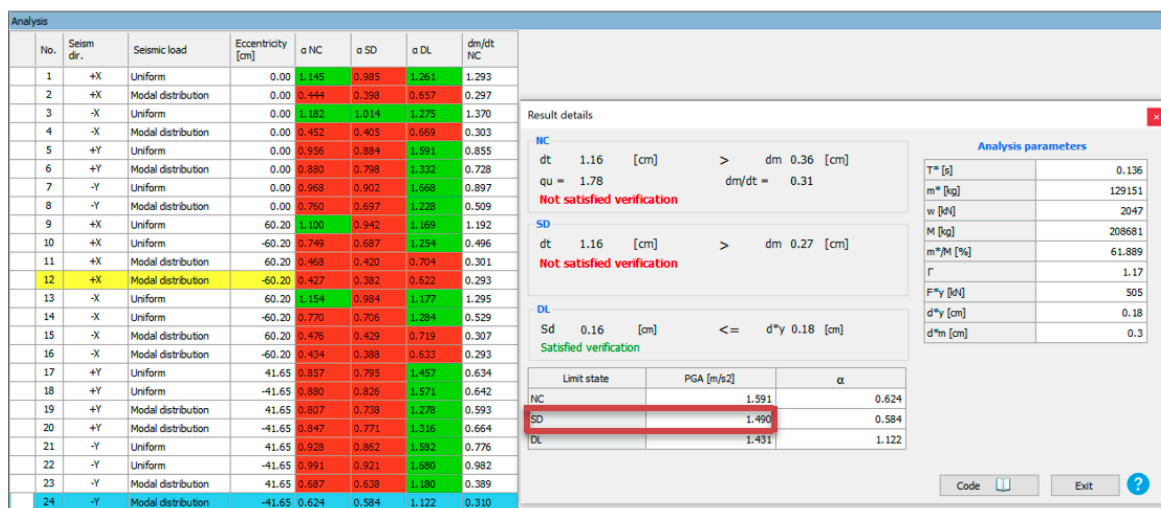 Analysis
No. Seism dir. Seismic load Eccentricity [cm] α NC α SD α DL dm/dt NC
1 +X Uniform 0.00 1.145 0.985 1.261 1.293
2 +X Modal distribution 0.00 0.444 0.398 0.657 0.297
3 -X Uniform 0.00 1.182 1.014 1.275 1.370
4 -X Modal distribution 0.00 0.452 0.405 0.669 0.303
5 +Y Uniform 0.00 0.956 0.884 1.591 0.855
6 +Y Modal distribution 0.00 0.880 0.798 1.332 0.728
7 -Y Uniform 0.00 0.968 0.902 1.668 0.897
8 -Y Modal distribution 0.00 0.760 0.697 1.228 0.509
9 +X Uniform 60.20 1.100 0.942 1.169 1.192
10 +X Uniform -60.20 0.749 0.687 1.254 0.496
11 +X Modal distribution 60.20 0.468 0.420 0.704 0.301
12 +X Modal distribution -60.20 0.427 0.382 0.622 0.293
13 -X Uniform 60.20 1.154 0.984 1.177 1.295
14 -X Uniform -60.20 0.770 0.706 1.284 0.529
15 -X Modal distribution 60.20 0.476 0.429 0.719 0.307
16 -X Modal distribution -60.20 0.434 0.388 0.633 0.293
17 +Y Uniform 41.65 0.857 0.795 1.457 0.634
18 +Y Uniform -41.65 0.880 0.826 1.571 0.642
19 +Y Modal distribution 41.65 0.807 0.738 1.278 0.593
20 +Y Modal distribution -41.65 0.847 0.771 1.316 0.664
21 -Y Uniform 41.65 0.928 0.862 1.582 0.776
22 -Y Uniform -41.65 0.991 0.921 1.680 0.982
23 -Y Modal distribution 41.65 0.687 0.638 1.180 0.389
24 -Y Modal distribution -41.65 0.624 0.584 1.122 0.310
Result details
NC
dt 1.16 [cm] > dm 0.36 [cm]
qu = 1.78 dm/dt = 0.31
Not satisfied verification
SD
dt 1.16 [cm] > dm 0.27 [cm]
Not satisfied verification
DL
Sd 0.16 [cm] <= d*y 0.18 [cm]
Satisfied verification
Limit state PGA [m/s2] α
NC 1.591 0.624
SD 1.490 0.584
DL 1.431 1.122
Analysis parameters
T* [s] 0.136
m* [kg] 129151
w [kN] 2047
M [kg] 208681
m*/M [%] 61.889
Γ 1.17
F*y [kN] 505
d*y [cm] 0.18
d*m [cm] 0.3
Code Exit ?